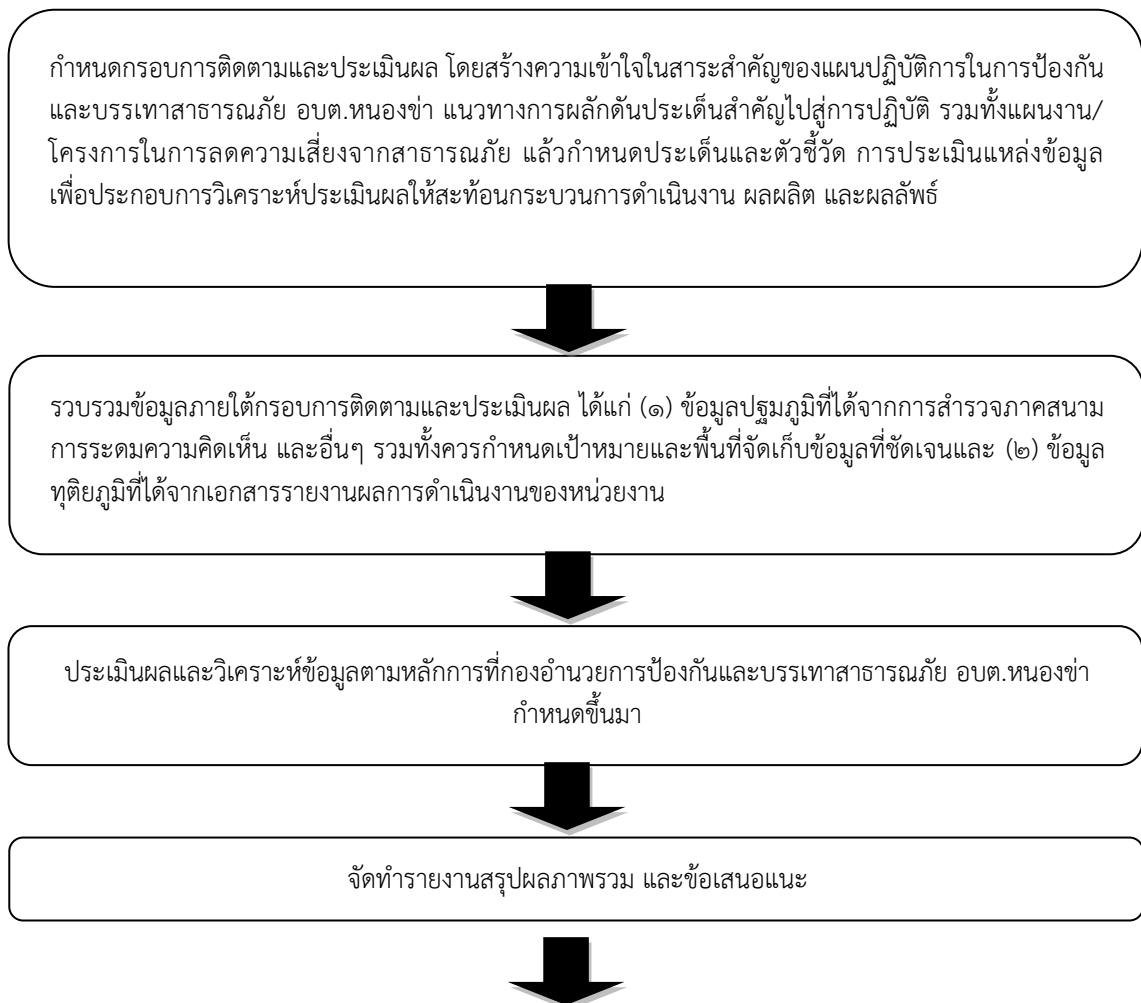 กำหนดกรอบการติดตามและประเมินผล โดยสร้างความเข้าใจในสาระสำคัญของแผนปฏิบัติการในการป้องกัน
และบรรเทาสาธารณภัย อบต.หนองข่า แนวทางการผลักดันประเด็นสำคัญไปสู่การปฏิบัติ รวมทั้งแผนงาน/
โครงการในการลดความเสี่ยงจากสาธารณภัย แล้วกำหนดประเด็นและตัวชี้วัด การประเมินแหล่งข้อมูล
เพื่อประกอบการวิเคราะห์ประเมินผลให้สะท้อนกระบวนการดำเนินงาน ผลผลิต และผลลัพธ์
รวบรวมข้อมูลภายใต้กรอบการติดตามและประเมินผล ได้แก่ (๑) ข้อมูลปฐมภูมิที่ได้จากการสำรวจภาคสนาม
การระดมความคิดเห็น และอื่นๆ รวมทั้งควรกำหนดเป้าหมายและพื้นที่จัดเก็บข้อมูลที่ชัดเจนและ (๒) ข้อมูล
ทุติยภูมิที่ได้จากเอกสารรายงานผลการดำเนินงานของหน่วยงาน
ประเมินผลและวิเคราะห์ข้อมูลตามหลักการที่กองอำนวยการป้องกันและบรรเทาสาธารณภัย อบต.หนองข่า
กำหนดขึ้นมา
จัดทำรายงานสรุปผลภาพรวม และข้อเสนอแนะ